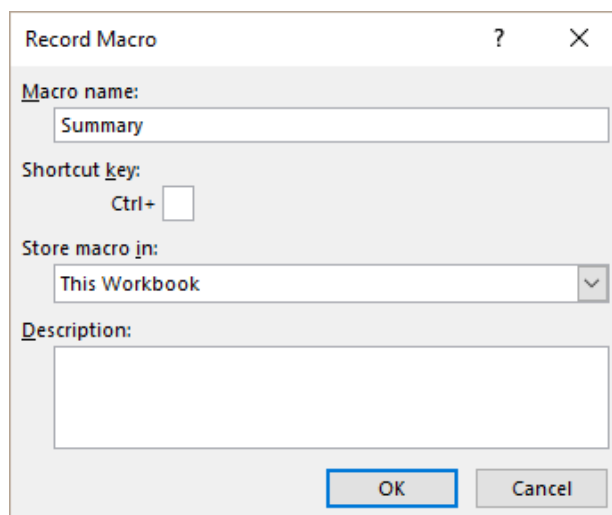 Record Macro ?
Macro name:
Summary
Shortcut key:
Ctrl+
Store macro in:
This Workbook
Description:
OK Cancel